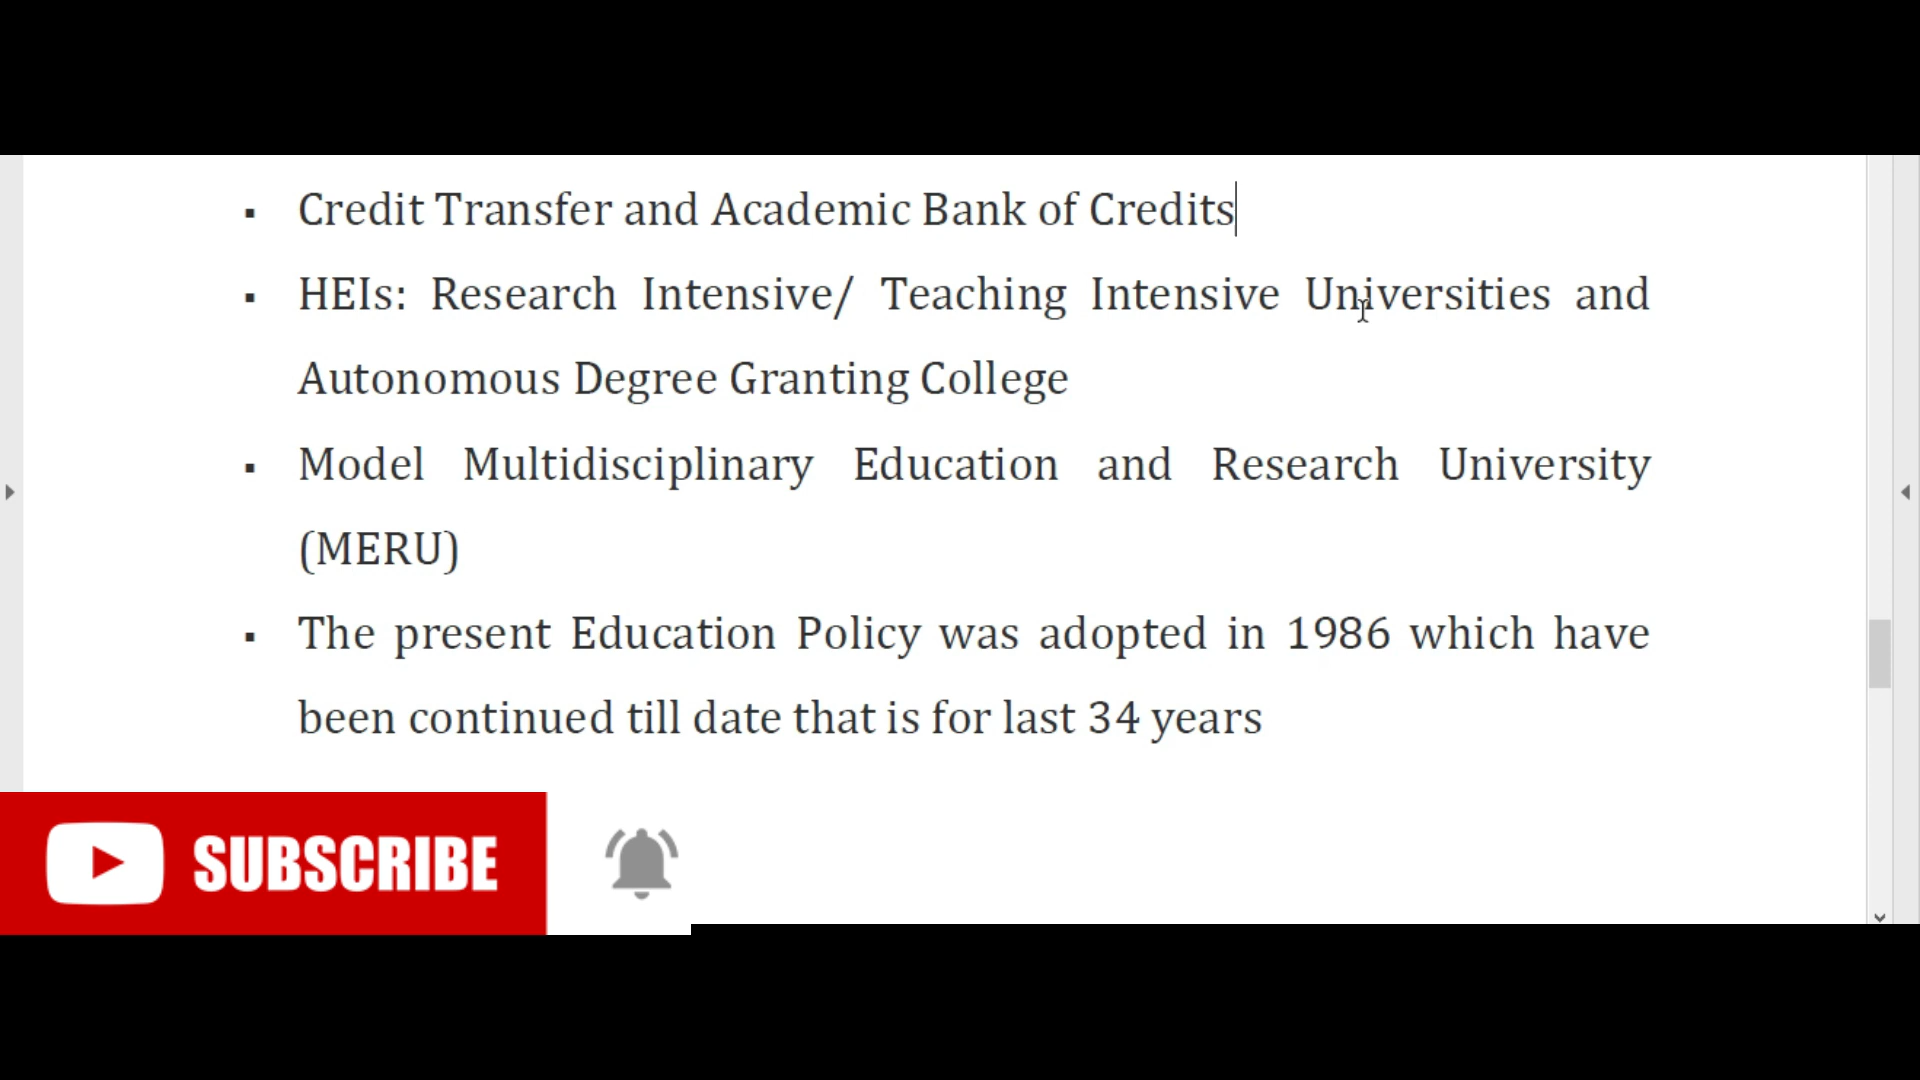 ▪ Credit Transfer and Academic Bank of Credits
▪ HEIs: Research Intensive/ Teaching Intensive Universities and
Autonomous Degree Granting College
▪ Model Multidisciplinary Education and Research University
(MERU)
▪ The present Education Policy was adopted in 1986 which have
been continued till date that is for last 34 years
SUBSCRIBE